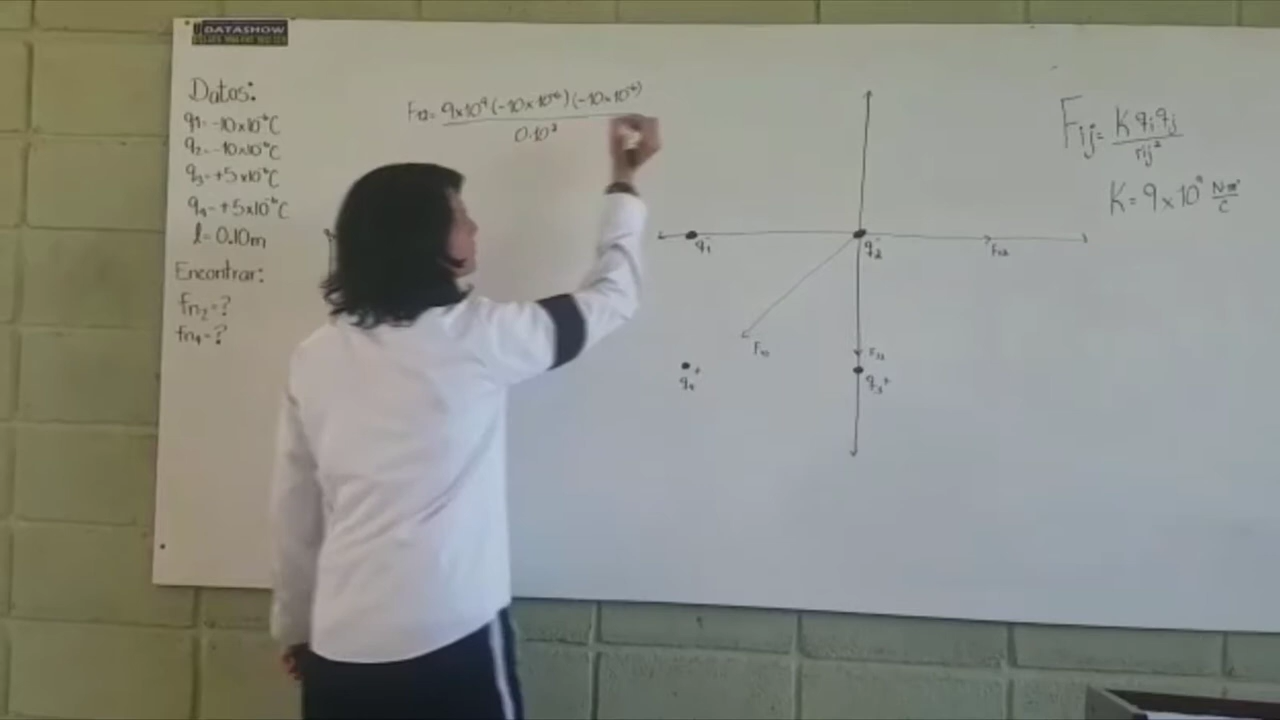 DATASHOW
Datos:
q1=-10x10⁻⁶C
q2=-10x10⁻⁶C
q3=+5x10⁻⁶C
q4=+5x10⁻⁶C
l=0.10m
Encontrar:
fn2=?
fn4=?
F12=9x10⁹(-10x10⁻⁶)(-10x10⁻⁶)
0.10²
q1⁻
q2⁻
F12
F32
q4⁺
q3⁺
Fij=K qi qj
rij²
K=9x10⁹ N·m²
C